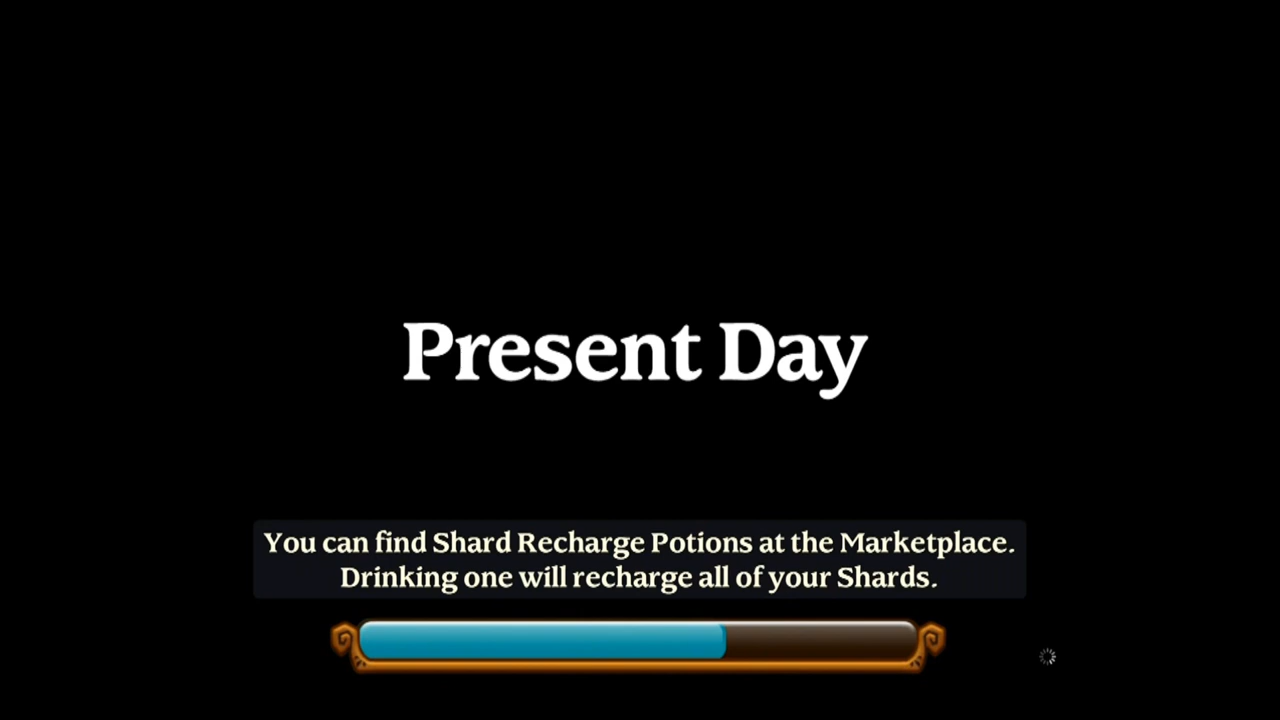 Present Day
You can find Shard Recharge Potions at the Marketplace.
Drinking one will recharge all of your Shards.